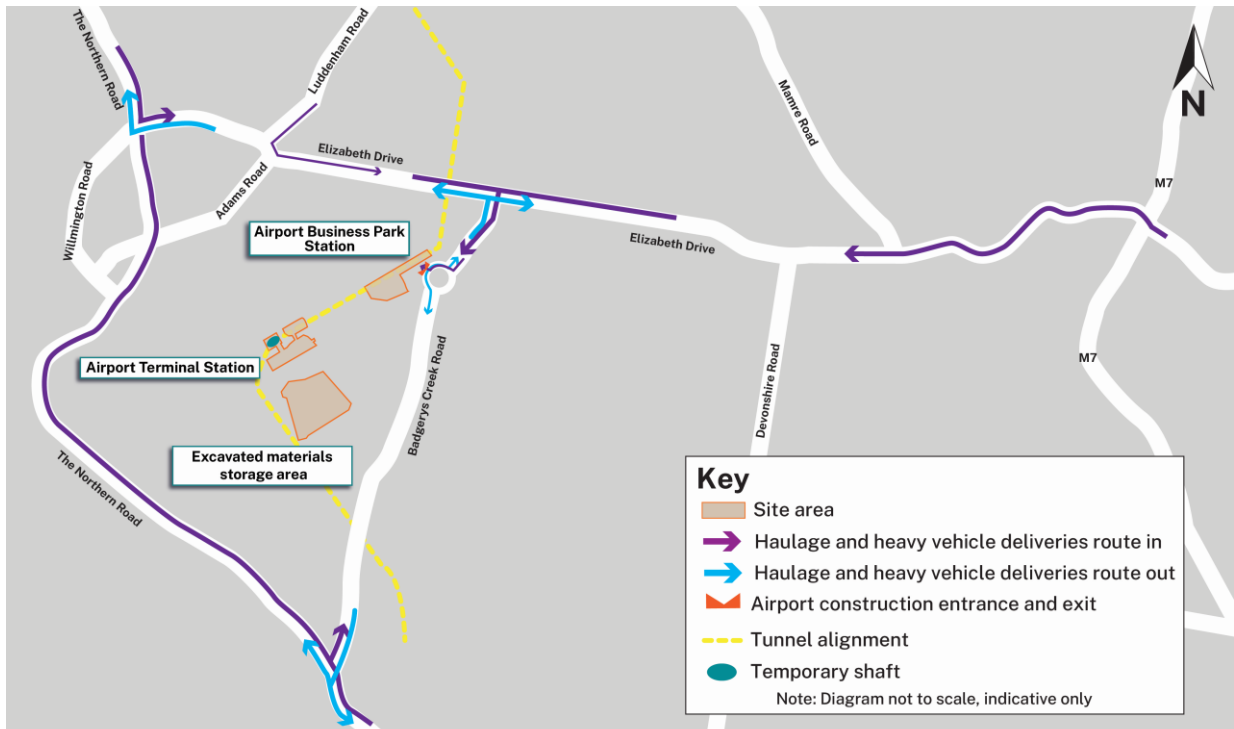 The Northern Road
Luddenham Road
Mamre Road
N
M7
Elizabeth Drive
Willmington Road
Adams Road
Airport Business Park
Station
Elizabeth Drive
Airport Terminal Station
M7
Devonshire Road
Badgerys Creek Road
Excavated materials
storage area
The Northern Road
Key
Site area
Haulage and heavy vehicle deliveries route in
Haulage and heavy vehicle deliveries route out
Airport construction entrance and exit
Tunnel alignment
Temporary shaft
Note: Diagram not to scale, indicative only